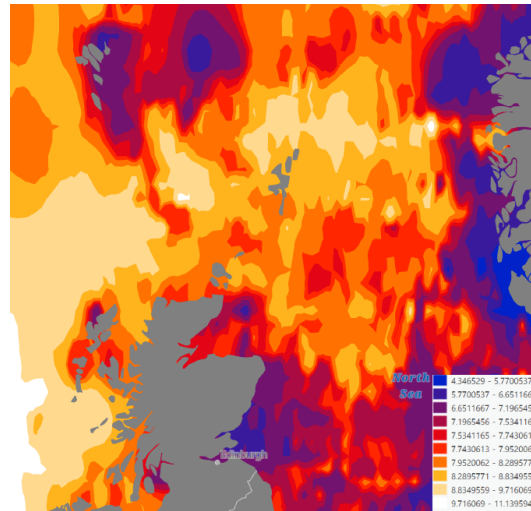 North
Sea
Edinburgh
4.346529 - 5.7700537
5.7700537 - 6.651166
6.6511667 - 7.196545
7.1965456 - 7.534116
7.5341165 - 7.743061
7.7430613 - 7.952006
7.9520062 - 8.289577
8.2895771 - 8.834955
8.8349559 - 9.716069
9.716069 - 11.139594